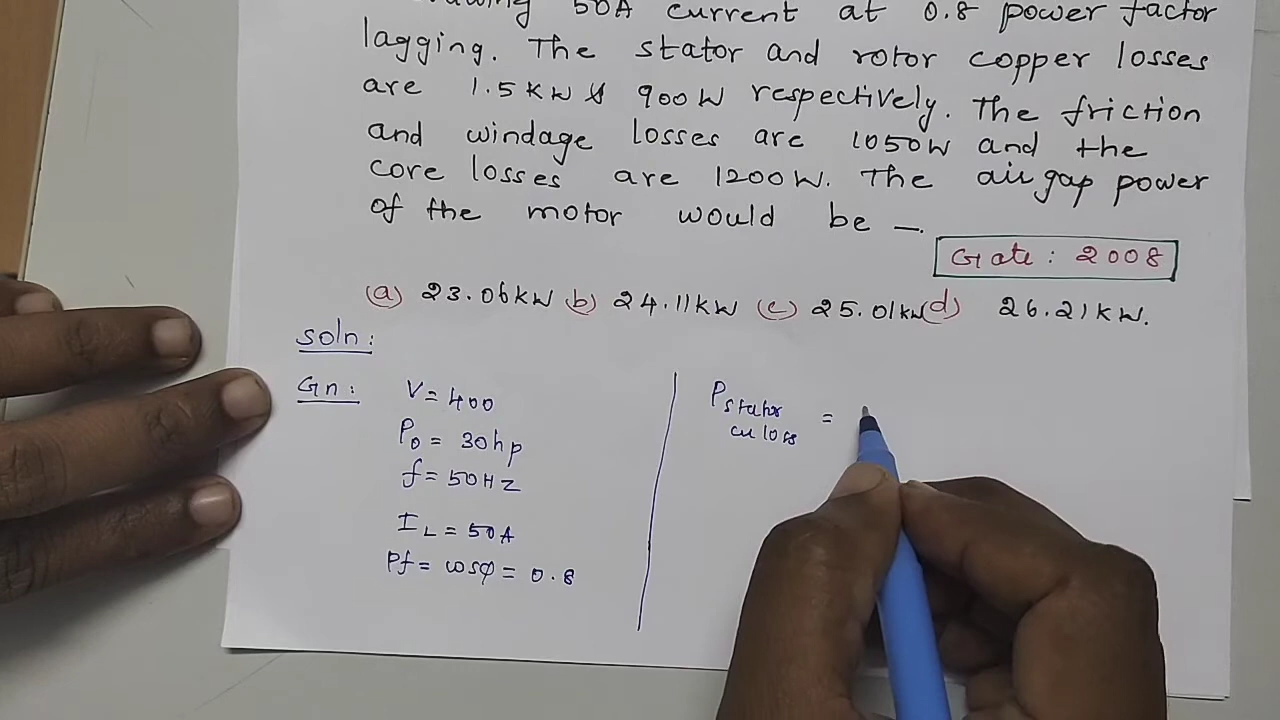 50A current at 0.8 power factor
lagging. The stator and rotor copper losses
are 1.5KW & 900W respectively. The friction
and windage losses are 1050W and the
core losses are 1200W. The air gap power
of the motor would be —.
Gate: 2008
(a) 23.06KW (b) 24.11KW (c) 25.01KW (d) 26.21KW.
Soln:
Gn: V = 400
P0 = 30hp
f = 50HZ
IL = 50A
Pf = cosφ = 0.8
Pstator
cu loss =